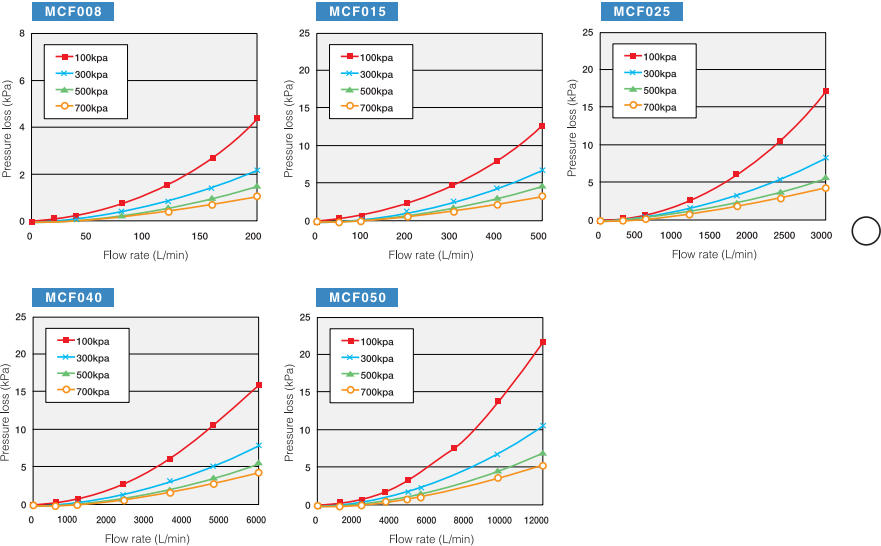 MCF008
Pressure loss (kPa)
8
6
4
2
0
100kpa
300kpa
500kpa
700kpa
0 50 100 150 200
Flow rate (L/min)
MCF015
Pressure loss (kPa)
25
20
15
10
5
0
100kpa
300kpa
500kpa
700kpa
0 100 200 300 400 500
Flow rate (L/min)
MCF025
Pressure loss (kPa)
25
20
15
10
5
0
100kpa
300kpa
500kpa
700kpa
0 500 1000 1500 2000 2500 3000
Flow rate (L/min)
MCF040
Pressure loss (kPa)
25
20
15
10
5
0
100kpa
300kpa
500kpa
700kpa
0 1000 2000 3000 4000 5000 6000
Flow rate (L/min)
MCF050
Pressure loss (kPa)
25
20
15
10
5
0
100kpa
300kpa
500kpa
700kpa
0 2000 4000 6000 8000 10000 12000
Flow rate (L/min)